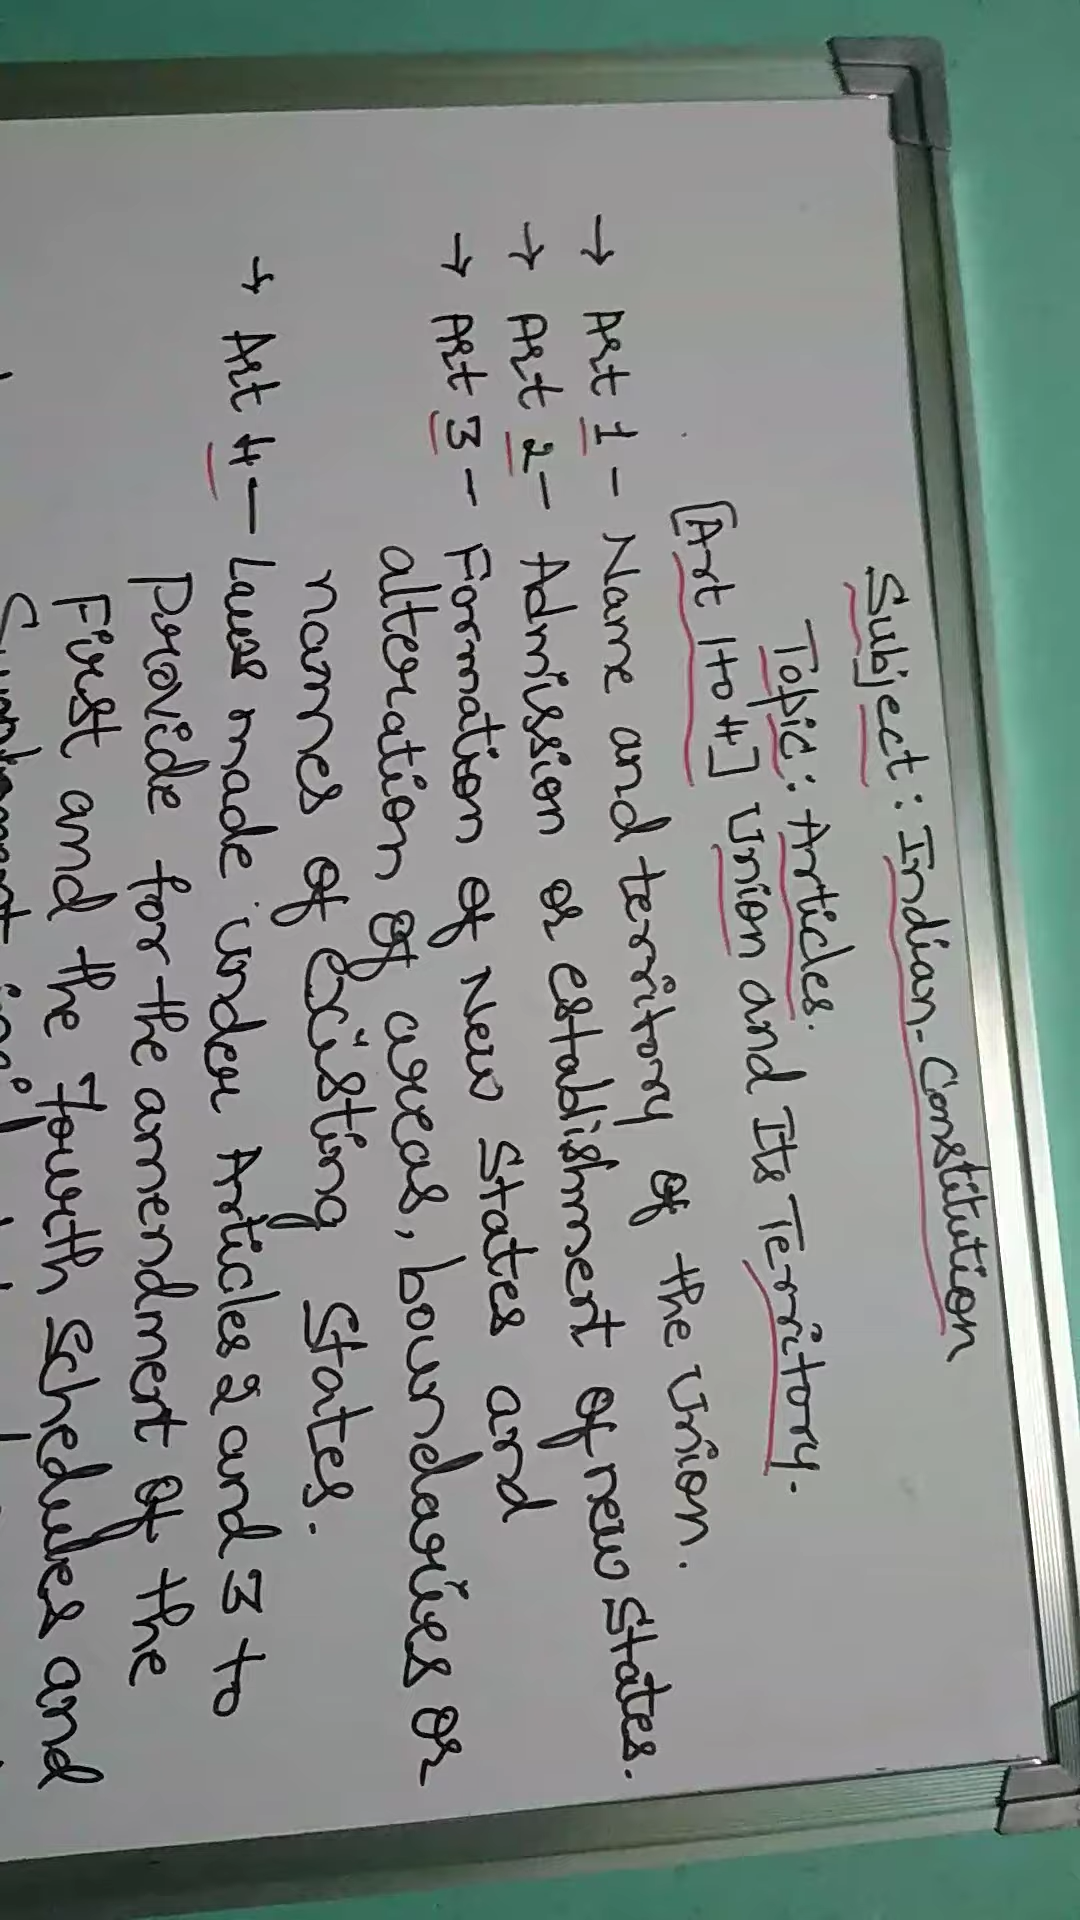 Subject: Indian-Constitution
Topic: Articles.
[Art 1 to 4] Union and Its Territory.
→ Art 1 - Name and territory of the Union.
→ Art 2 - Admission or establishment of new States.
→ Art 3 - Formation of New States and
alteration of areas, boundaries or
names of Existing States.
→ Art 4 - Laws made under Articles 2 and 3 to
provide for the amendment of the
First and the Fourth Schedules and